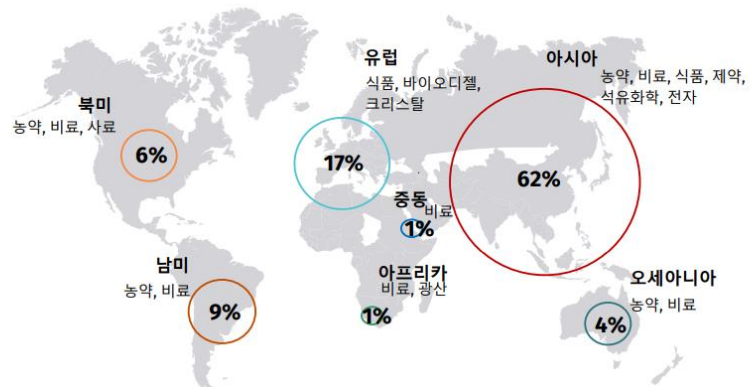 유럽
식품, 바이오디젤,
크리스탈
17%
아시아
농약, 비료, 식품, 제약,
석유화학, 전자
62%
북미
농약, 비료, 사료
6%
중동
비료
1%
남미
농약, 비료
9%
아프리카
비료, 광산
1%
오세아니아
농약, 비료
4%